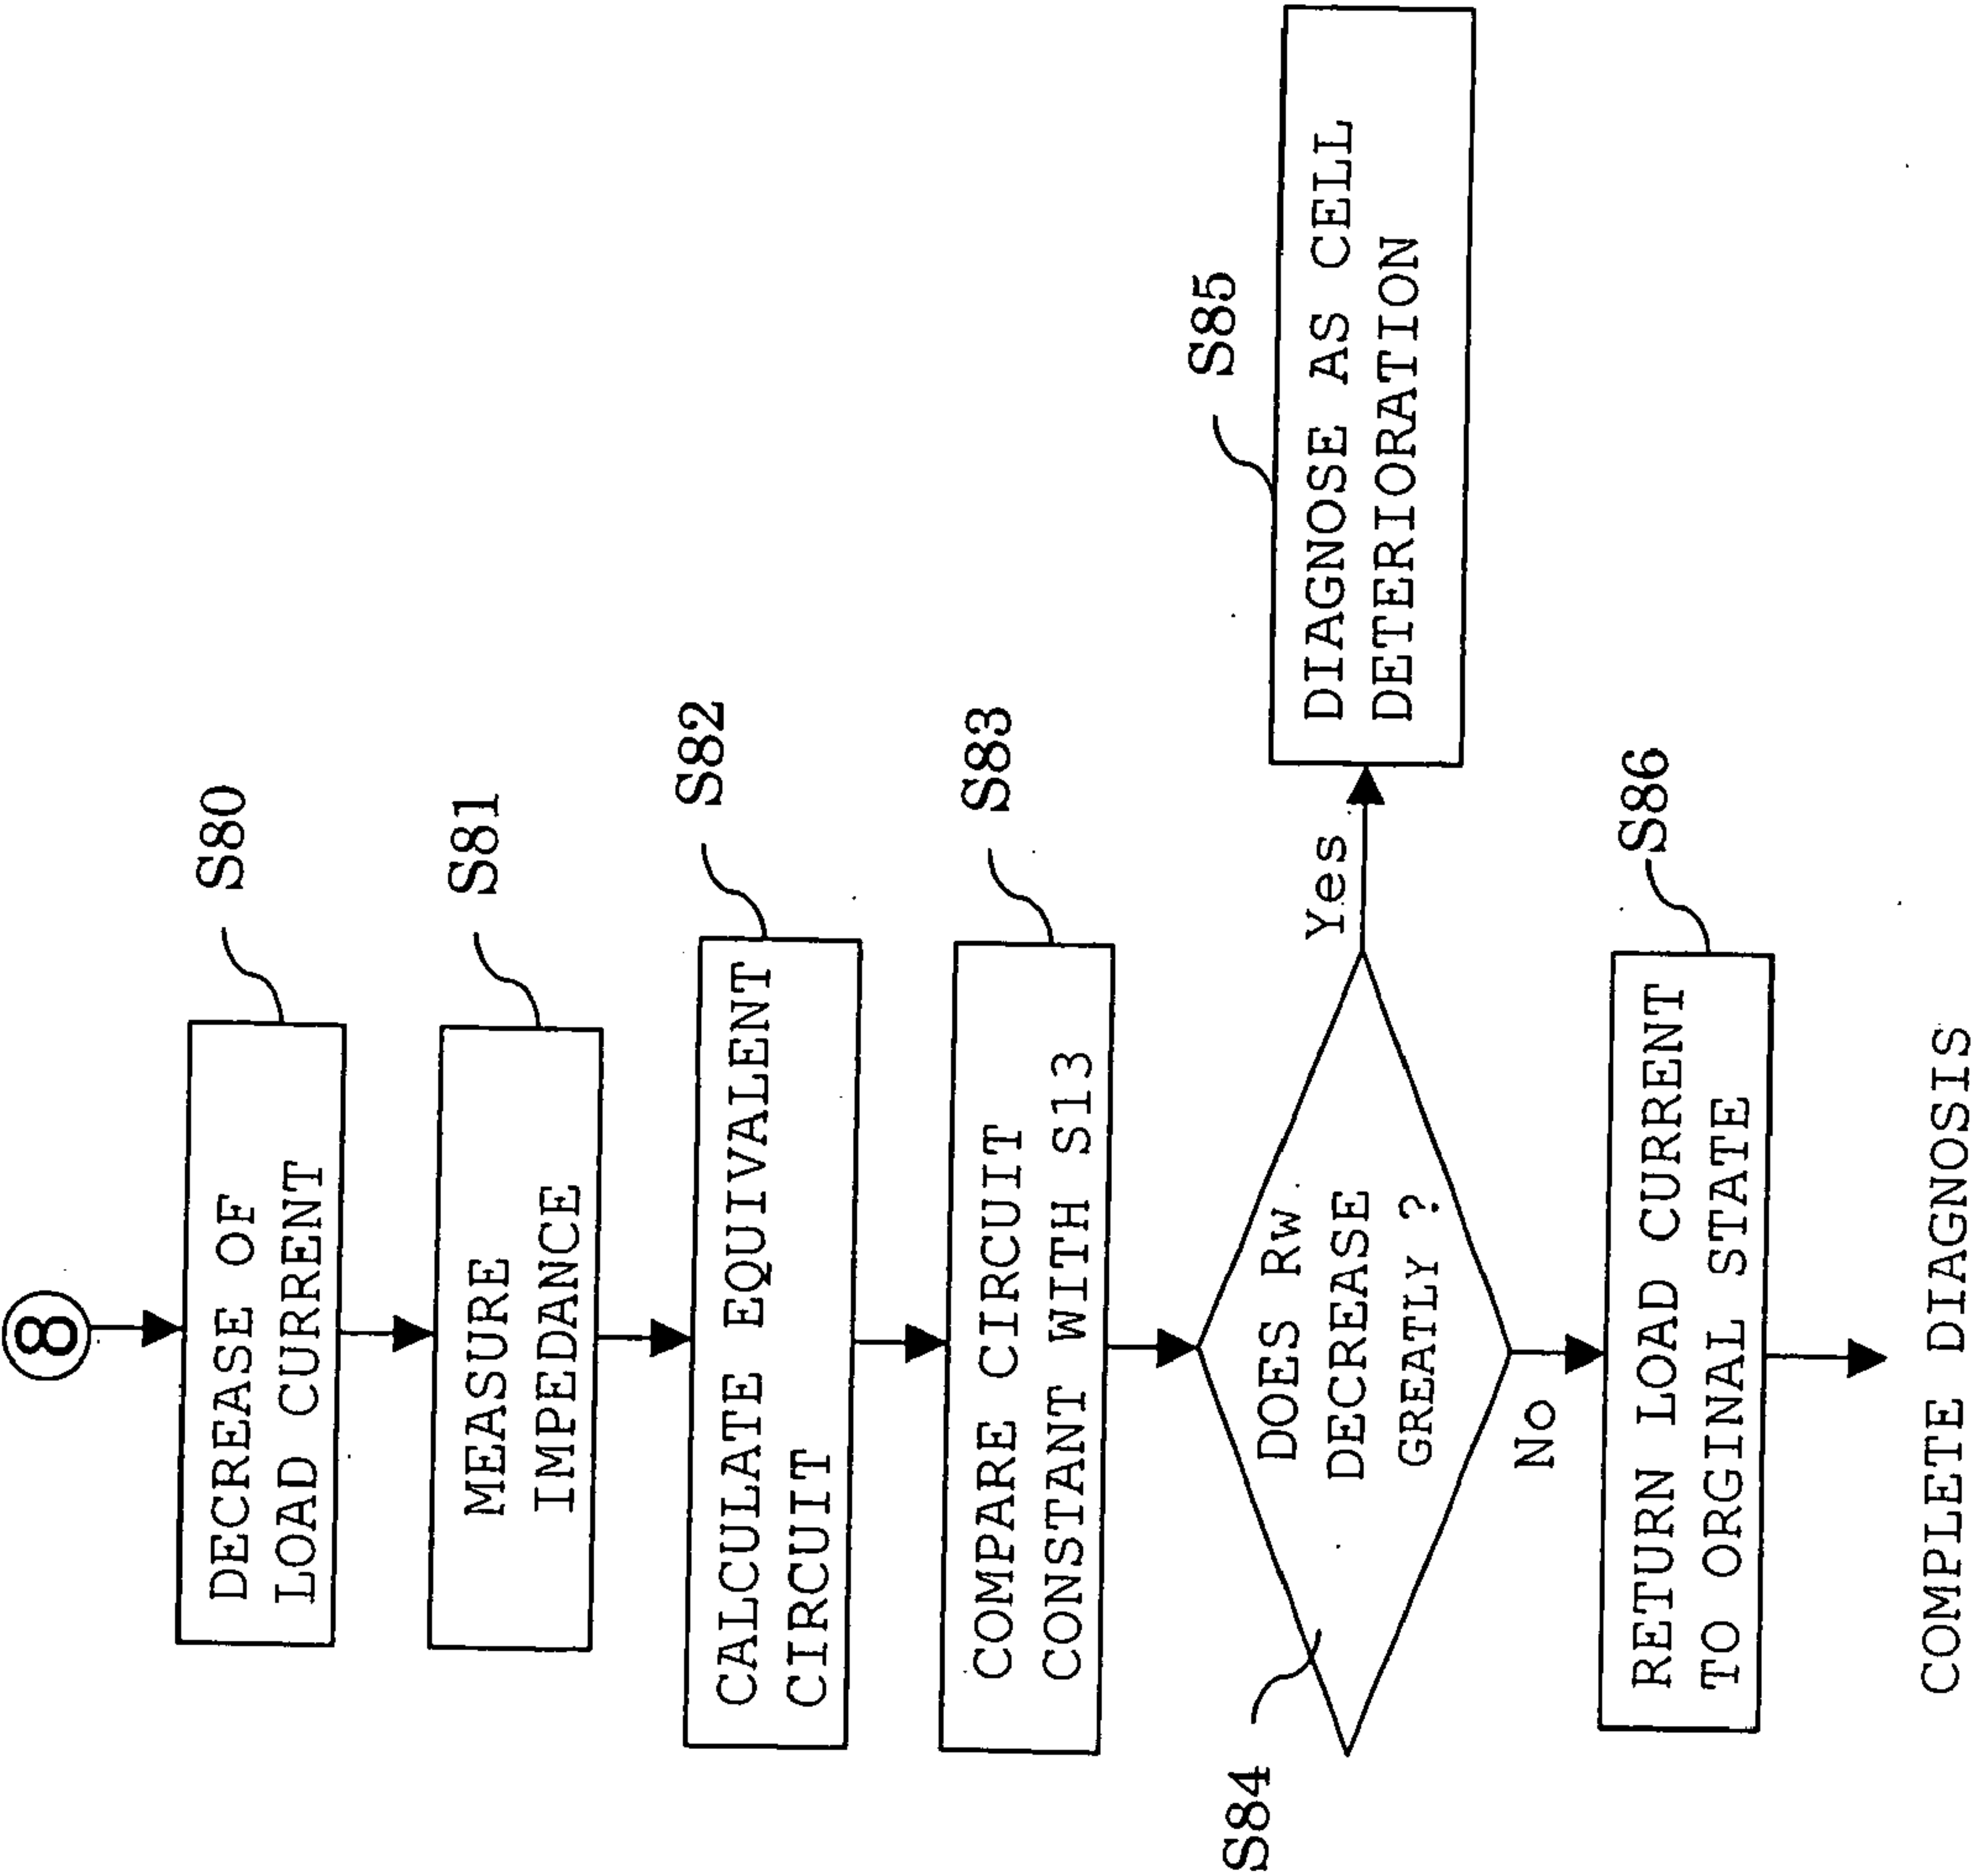 8
S80
DECREASE OF
LOAD CURRENT
S81
MEASURE
IMPEDANCE
S82
CALCULATE EQUIVALENT
CIRCUIT
S83
COMPARE CIRCUIT
CONSTANT WITH S13
S84
DOES Rw
DECREASE
GREATLY ?
Yes
S85
DIAGNOSE AS CELL
DETERIORATION
No
S86
RETURN LOAD CURRENT
TO ORGINAL STATE
COMPLETE DIAGNOSIS